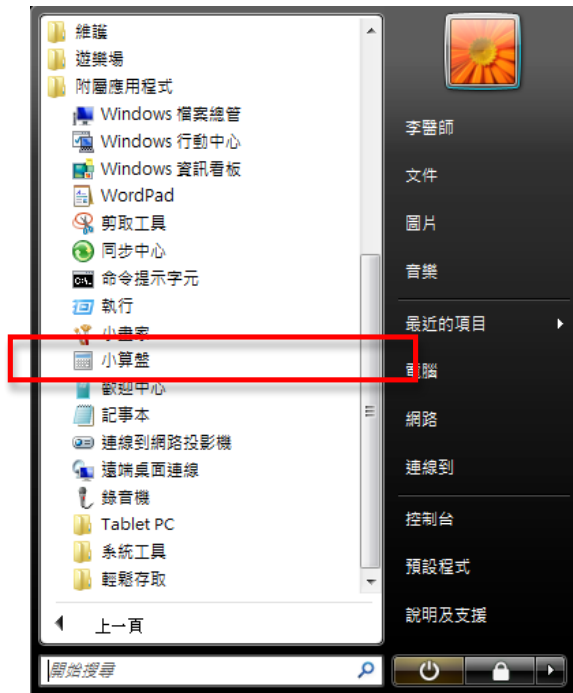 維護
遊樂場
附屬應用程式
Windows 檔案總管
Windows 行動中心
Windows 資訊看板
WordPad
剪取工具
同步中心
C:\.
命令提示字元
執行
小畫家
小算盤
歡迎中心
記事本
連線到網路投影機
遠端桌面連線
錄音機
Tablet PC
系統工具
輕鬆存取
上一頁
開始搜尋
李醫師
文件
圖片
音樂
最近的項目
電腦
網路
連線到
控制台
預設程式
說明及支援